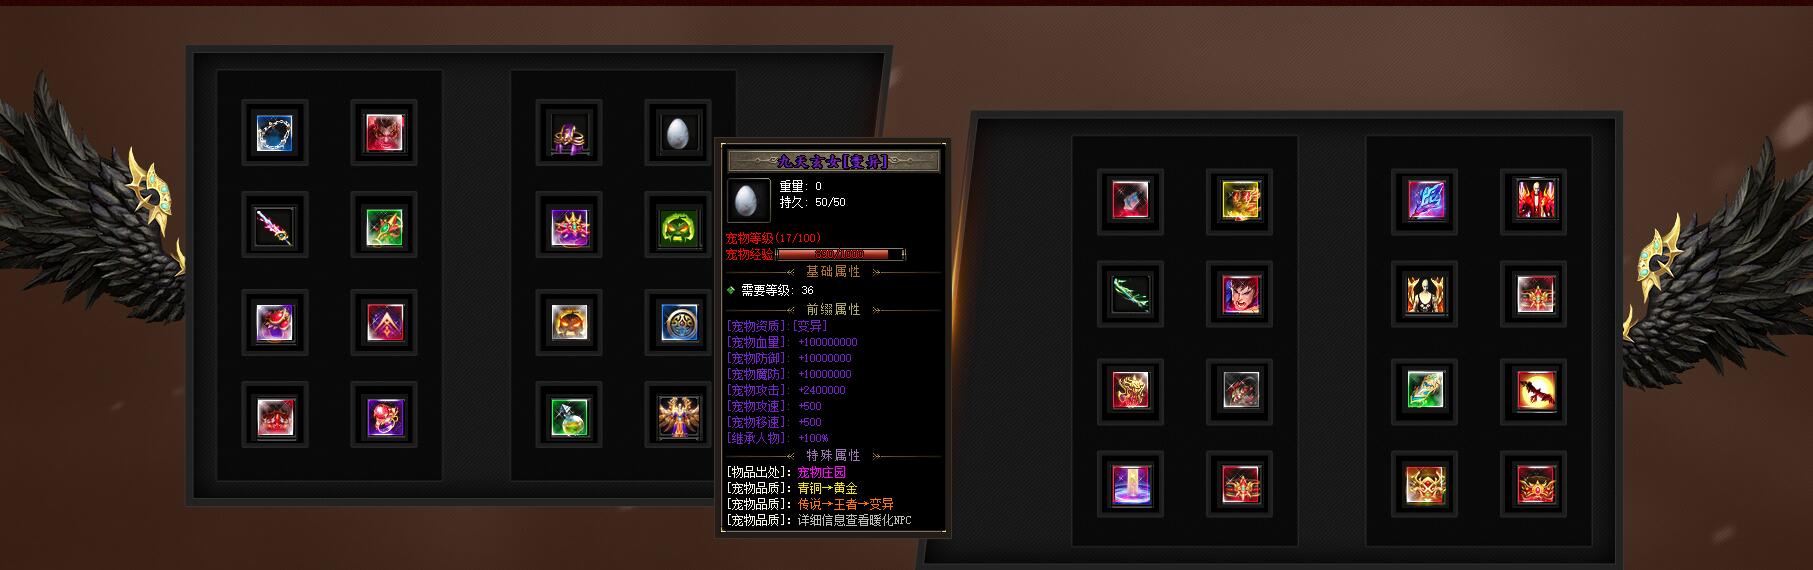 九天玄女[变异]
重量: 0
持久: 50/50
宠物等级(17/100)
宠物经验
基础属性
需要等级: 36
前缀属性
[宠物资质]:[变异]
[宠物血量]: +100000000
[宠物防御]: +10000000
[宠物魔防]: +10000000
[宠物攻击]: +2400000
[宠物攻速]: +500
[宠物移速]: +500
[继承人物]: +100%
特殊属性
[物品出处]: 宠物庄园
[宠物品质]: 青铜→黄金
[宠物品质]: 传说→王者→变异
[宠物品质]: 详细信息查看暖化NPC